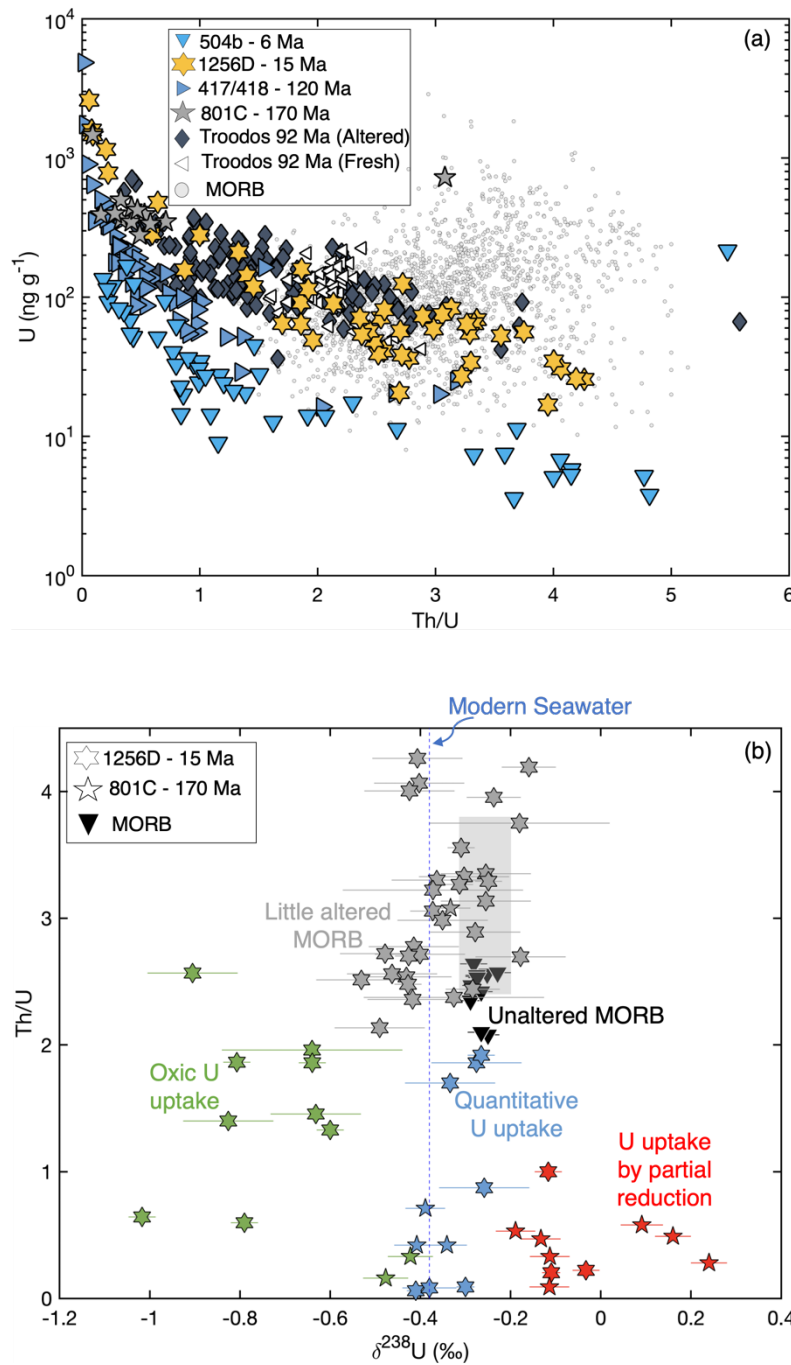 (a)
504b - 6 Ma
1256D - 15 Ma
417/418 - 120 Ma
801C - 170 Ma
Troodos 92 Ma (Altered)
Troodos 92 Ma (Fresh)
MORB
U (ng g⁻¹)
10⁴
10³
10²
10¹
10⁰
0 1 2 3 4 5 6
Th/U
Modern Seawater
(b)
1256D - 15 Ma
801C - 170 Ma
MORB
Little altered
MORB
Unaltered MORB
Oxic U
uptake
Quantitative
U uptake
U uptake
by partial
reduction
Th/U
4
3
2
1
0
-1.2 -1 -0.8 -0.6 -0.4 -0.2 0 0.2 0.4
δ²³⁸U (‰)